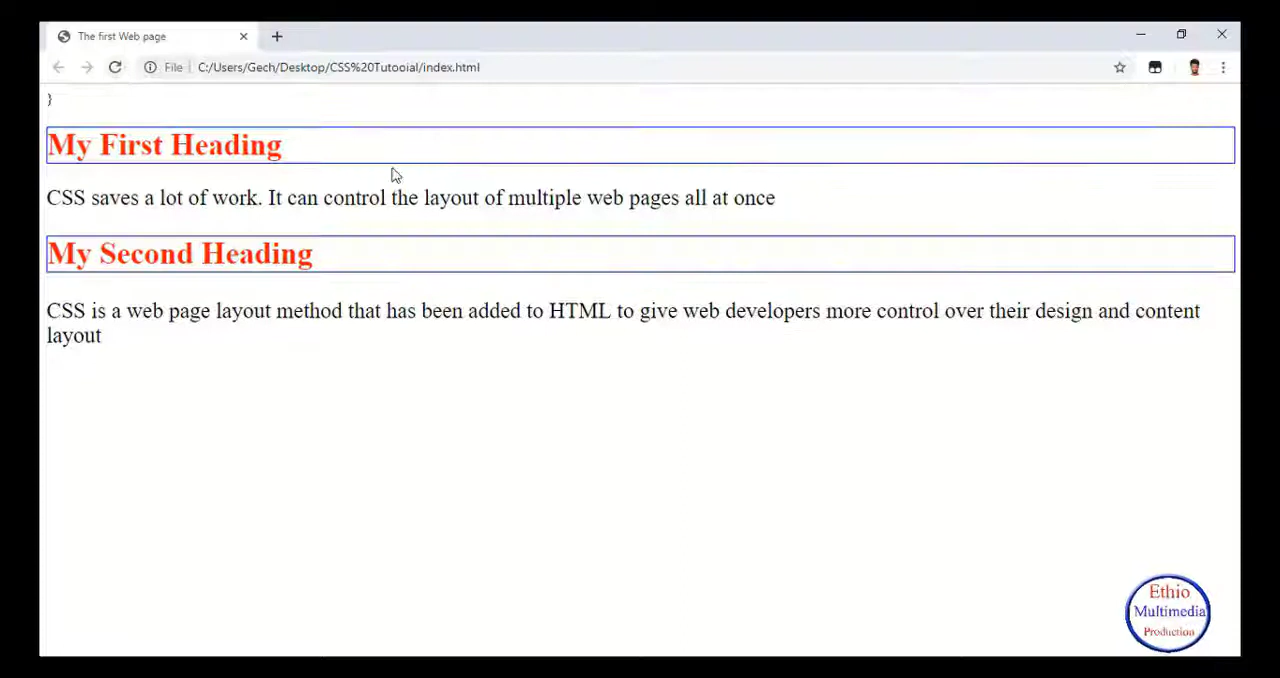 The first Web page
File C:/Users/Gech/Desktop/CSS%20Tutooial/index.html
}
My First Heading
CSS saves a lot of work. It can control the layout of multiple web pages all at once
My Second Heading
CSS is a web page layout method that has been added to HTML to give web developers more control over their design and content
layout
Ethio
Multimedia
Production